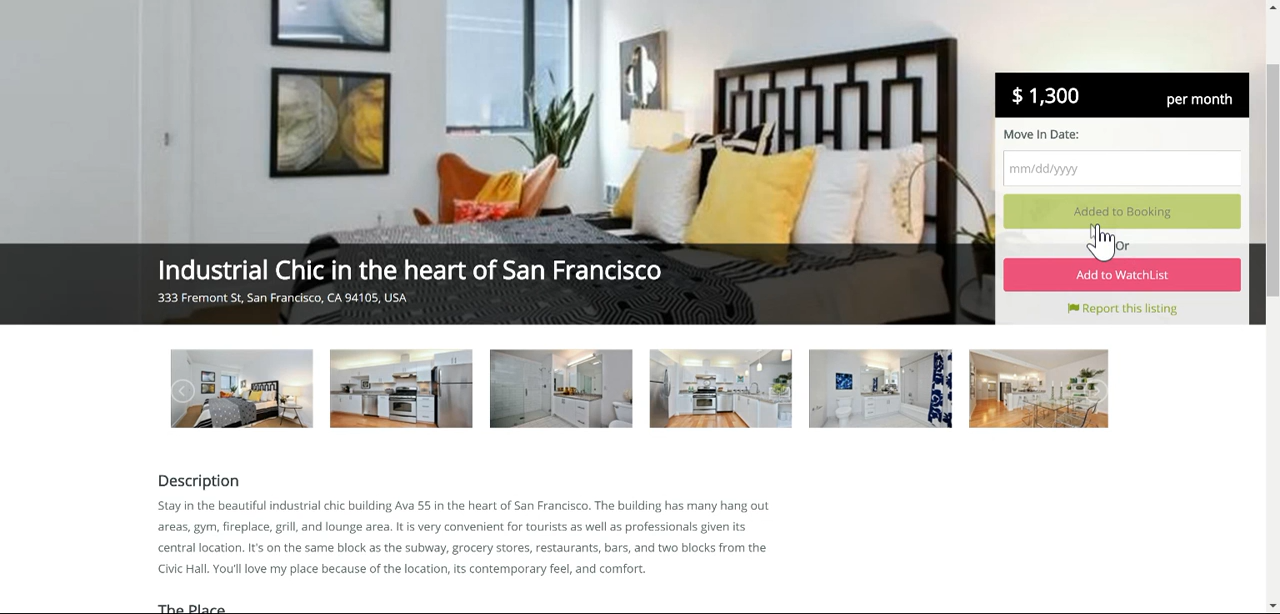 $ 1,300 per month
Move In Date:
mm/dd/yyyy
Added to Booking
Or
Add to WatchList
Report this listing
Industrial Chic in the heart of San Francisco
333 Fremont St, San Francisco, CA 94105, USA
Description
Stay in the beautiful industrial chic building Ava 55 in the heart of San Francisco. The building has many hang out
areas, gym, fireplace, grill, and lounge area. It is very convenient for tourists as well as professionals given its
central location. It's on the same block as the subway, grocery stores, restaurants, bars, and two blocks from the
Civic Hall. You'll love my place because of the location, its contemporary feel, and comfort.
The Place